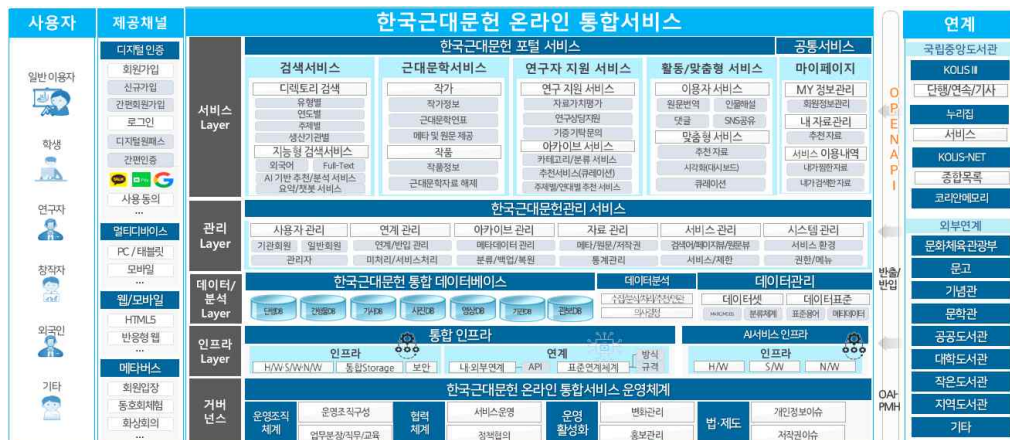 사용자
일반 이용자
학생
연구자
창작자
외국인
기타
제공채널
디지털 인증
회원가입
신규가입
간편회원가입
로그인
디지털원패스
간편인증
사용동의
...
멀티디바이스
PC / 태블릿
모바일
...
웹/모바일
HTML5
반응형 웹
...
메타버스
회원입장
동호회체험
화상회의
...
한국근대문헌 온라인 통합서비스
서비스
Layer
한국근대문헌 포털 서비스
공통서비스
검색서비스
디렉토리 검색
유형별
연도별
주제별
생산기관별
지능형 검색서비스
외국어 Full-Text
AI 기반 추천/분석 서비스
요약/챗봇 서비스
근대문학서비스
작가
작가정보
근대문학연표
메타 및 원문 제공
작품
작품정보
근대문학자료 해제
연구자 지원 서비스
연구 지원 서비스
자료가치평가
연구상담지원
기증기탁문의
아카이브 서비스
카테고리/분류 서비스
추천서비스(큐레이션)
주제별/연대별 추천 서비스
활동/맞춤형 서비스
이용자 서비스
원문번역 인물해설
댓글 SNS공유
맞춤형 서비스
추천 자료
시각화(대시보드)
큐레이션
마이페이지
MY 정보관리
회원정보관리
내 자료관리
추천 자료
서비스 이용내역
내가찜한자료
내가검색한자료
관리
Layer
한국근대문헌관리 서비스
사용자 관리
기관회원 일반회원
관리자
연계 관리
연계/반입 관리
미처리/서비스처리
아카이브 관리
메타데이터 관리
분류/백업/복원
자료 관리
메타/원문/저작권
통계관리
서비스 관리
검색어/페이지뷰/원문뷰
서비스/제한
시스템 관리
서비스 환경
권한/메뉴
데이터/
분석
Layer
한국근대문헌 통합 데이터베이스
단행DB
간행물DB
기사DB
사진DB
영상DB
기관DB
관보DB
데이터분석
의사결정
데이터관리
데이터셋
분류체계
데이터표준
표준용어 메타데이터
인프라
Layer
통합 인프라
인프라
H/W·S/W·N/W 통합Storage 보안
연계
내·외부연계 API 표준연계체계
방식
규격
AI서비스 인프라
인프라
H/W S/W N/W
거버
넌스
한국근대문헌 온라인 통합서비스 운영체계
운영조직
체계
운영조직구성
업무분장/직무/교육
협력
체계
서비스운영
정책협의
운영
활성화
변화관리
홍보관리
법·제도
개인정보이슈
저작권이슈
OPENAPI
반출/
반입
OAI-
PMH
연계
국립중앙도서관
KOLIS III
단행/연속/기사
누리집
서비스
KOLIS-NET
종합목록
코리안메모리
외부연계
문화체육관광부
문고
기념관
문학관
공공도서관
대학도서관
작은도서관
지역도서관
기타